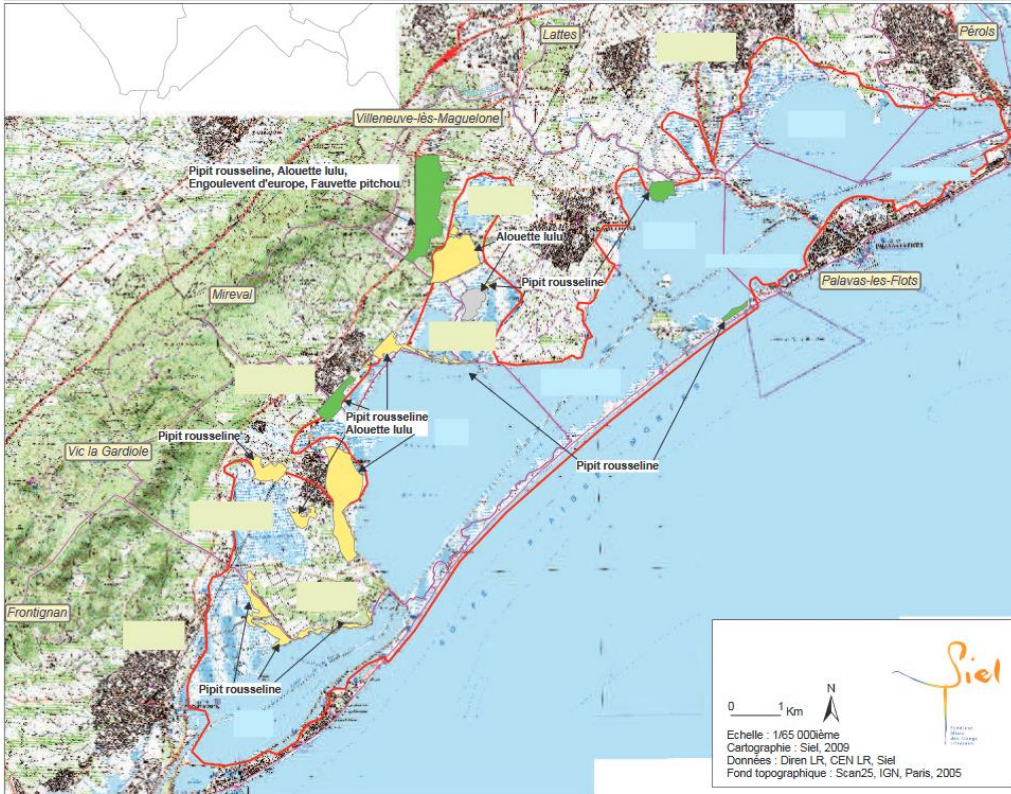 Lattes
Pérols
Villeneuve-lès-Maguelone
Pipit rousseline, Alouette lulu,
Engoulevent d'europe, Fauvette pitchou
Alouette lulu
Pipit rousseline
Palavas-les-Flots
Mireval
Pipit rousseline
Alouette lulu
Pipit rousseline
Vic la Gardiole
Pipit rousseline
Frontignan
Pipit rousseline
GOLFE D'AIGUES-MORTES
Siel
0 1 Km
N
Echelle : 1/65 000ième
Cartographie : Siel, 2009
Données : Diren LR, CEN LR, Siel
Fond topographique : Scan25, IGN, Paris, 2005